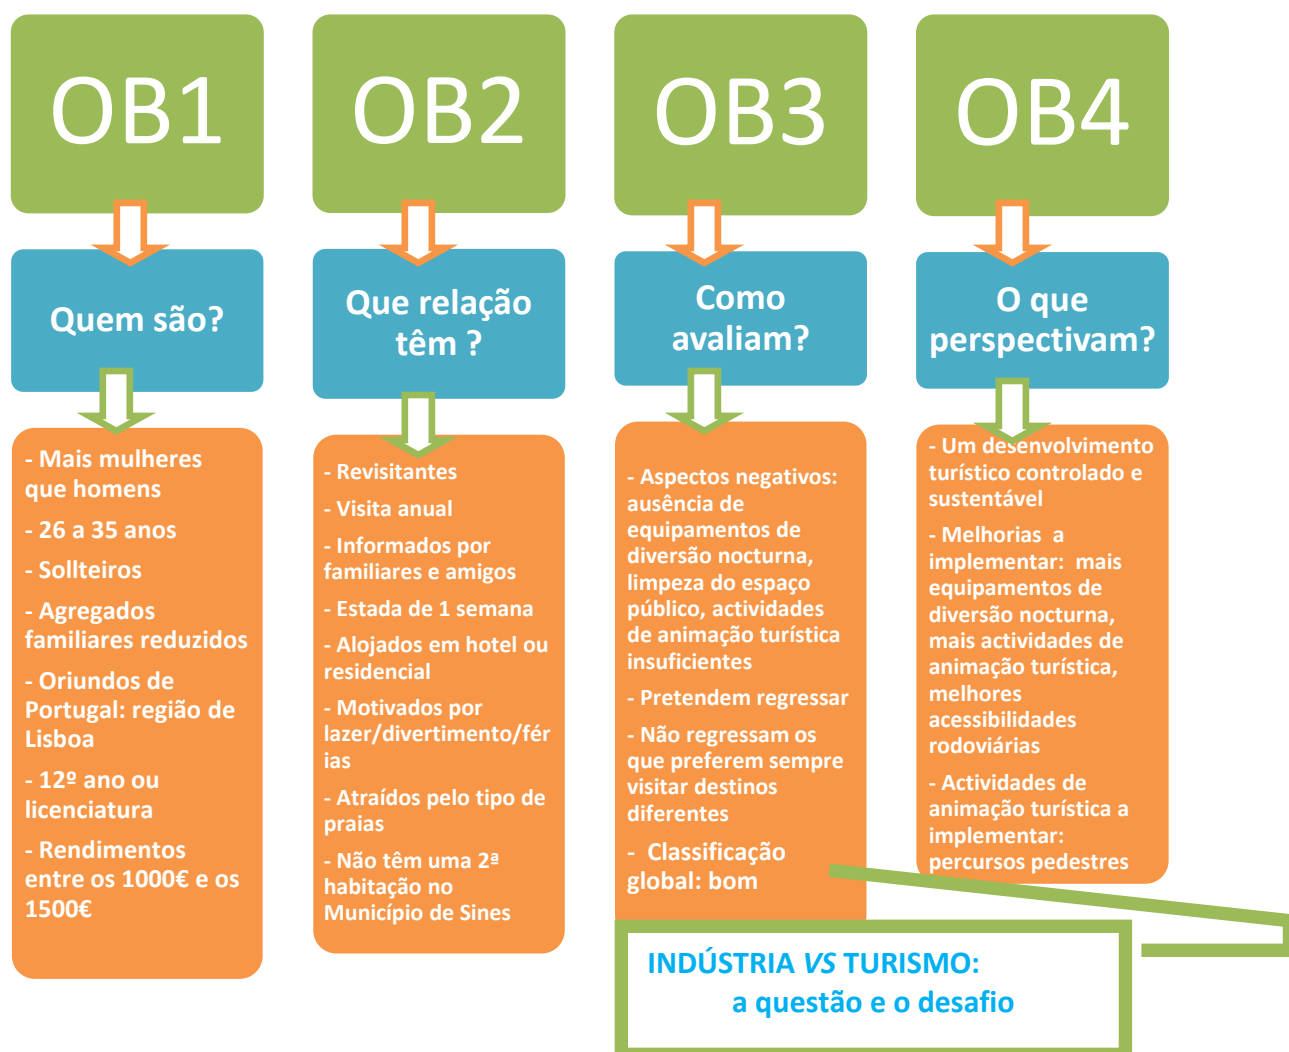 OB1
Quem são?
- Mais mulheres
que homens
- 26 a 35 anos
- Sollteiros
- Agregados
familiares reduzidos
- Oriundos de
Portugal: região de
Lisboa
- 12º ano ou
licenciatura
- Rendimentos
entre os 1000€ e os
1500€
OB2
Que relação
têm ?
- Revisitantes
- Visita anual
- Informados por
familiares e amigos
- Estada de 1 semana
- Alojados em hotel ou
residencial
- Motivados por
lazer/divertimento/fér
ias
- Atraídos pelo tipo de
praias
- Não têm uma 2ª
habitação no
Município de Sines
OB3
Como
avaliam?
- Aspectos negativos:
ausência de
equipamentos de
diversão nocturna,
limpeza do espaço
público, actividades
de animação turística
insuficientes
- Pretendem regressar
- Não regressam os
que preferem sempre
visitar destinos
diferentes
- Classificação
global: bom
OB4
O que
perspectivam?
- Um desenvolvimento
turístico controlado e
sustentável
- Melhorias a
implementar: mais
equipamentos de
diversão nocturna,
mais actividades de
animação turística,
melhores
acessibilidades
rodoviárias
- Actividades de
animação turística a
implementar:
percursos pedestres
INDÚSTRIA VS TURISMO:
a questão e o desafio